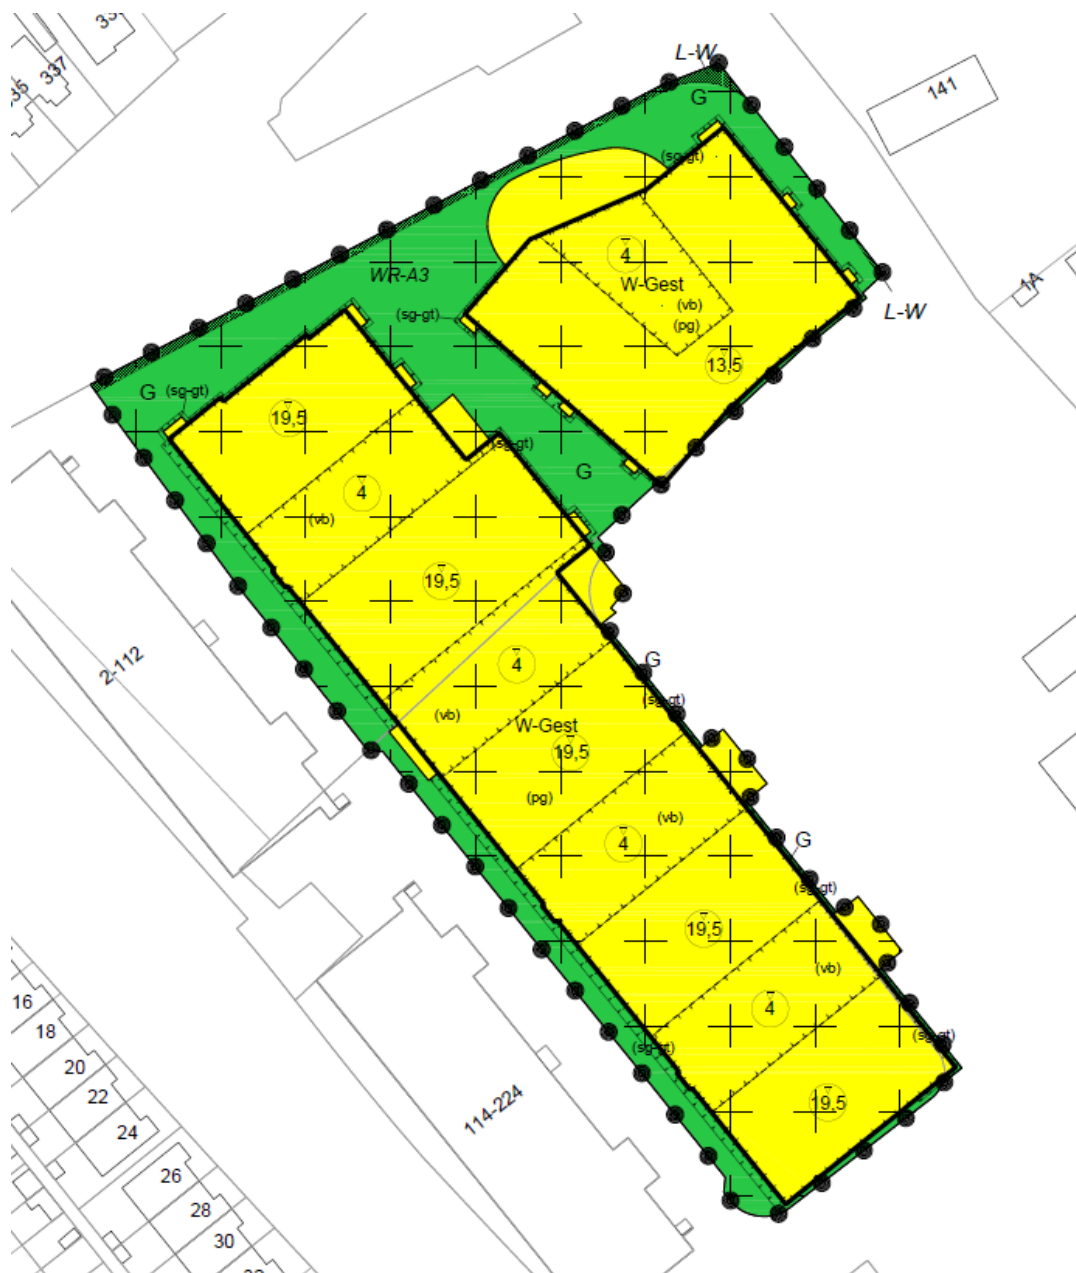 337
L-W
G
141
(sg-gt)
4
WR-A3
W-Gest
1A
(vb)
(sg-gt)
L-W
(pg)
13,5
G
(sg-gt)
19,5
(sg-gt)
G
4
(vb)
19,5
2-112
4
G
(sg-gt)
(vb)
W-Gest
19,5
(pg)
(vb)
4
G
(sg-gt)
19,5
(vb)
16
4
18
(sg-gt)
(sg-gt)
20
22
114-224
19,5
24
26
28
30